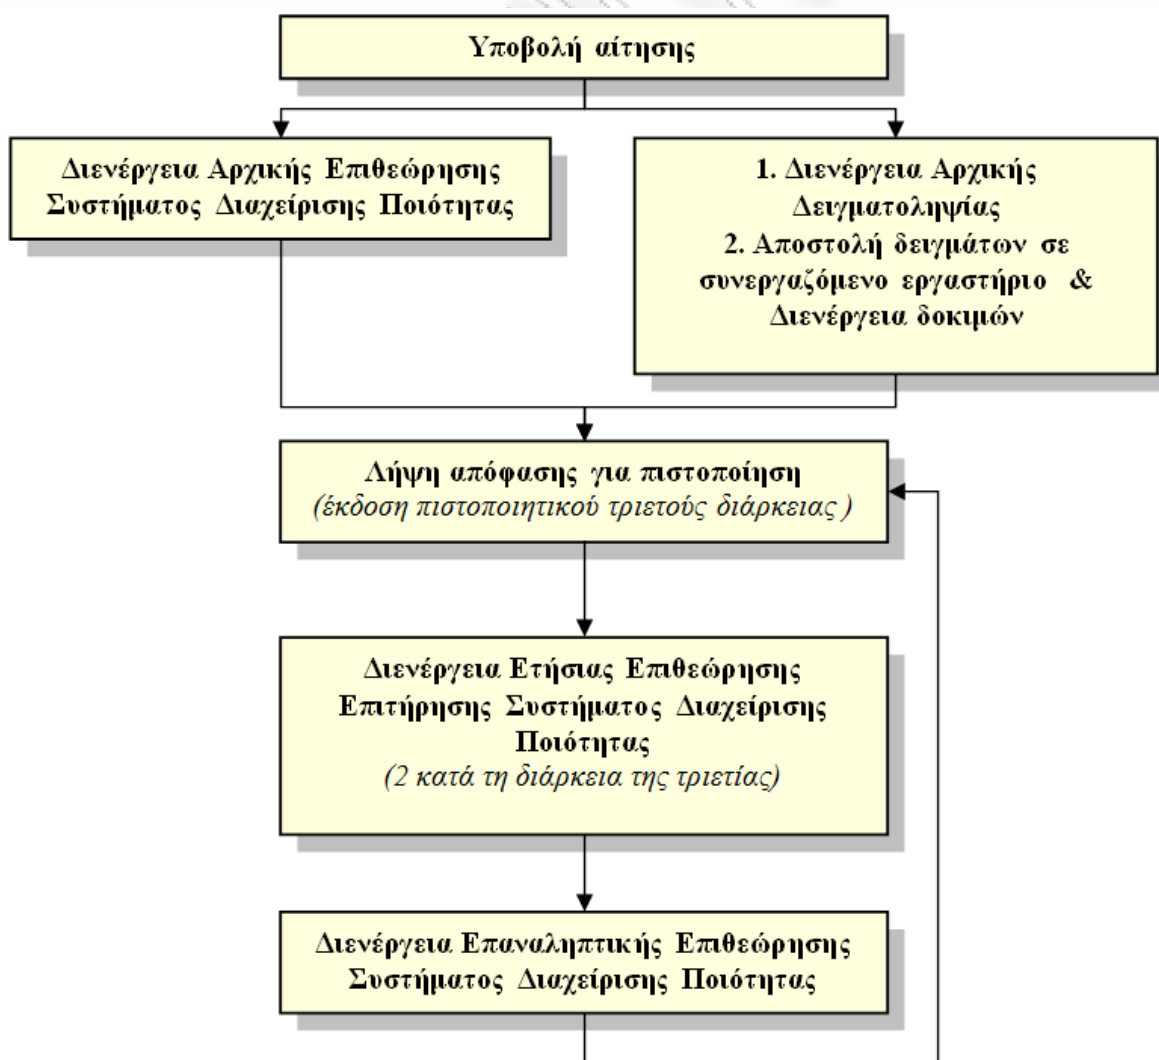 Υποβολή αίτησης
Διενέργεια Αρχικής Επιθεώρησης
Συστήματος Διαχείρισης Ποιότητας
1. Διενέργεια Αρχικής
Δειγματοληψίας
2. Αποστολή δειγμάτων σε
συνεργαζόμενο εργαστήριο &
Διενέργεια δοκιμών
Λήψη απόφασης για πιστοποίηση
(έκδοση πιστοποιητικού τριετούς διάρκειας )
Διενέργεια Ετήσιας Επιθεώρησης
Επιτήρησης Συστήματος Διαχείρισης
Ποιότητας
(2 κατά τη διάρκεια της τριετίας)
Διενέργεια Επαναληπτικής Επιθεώρησης
Συστήματος Διαχείρισης Ποιότητας